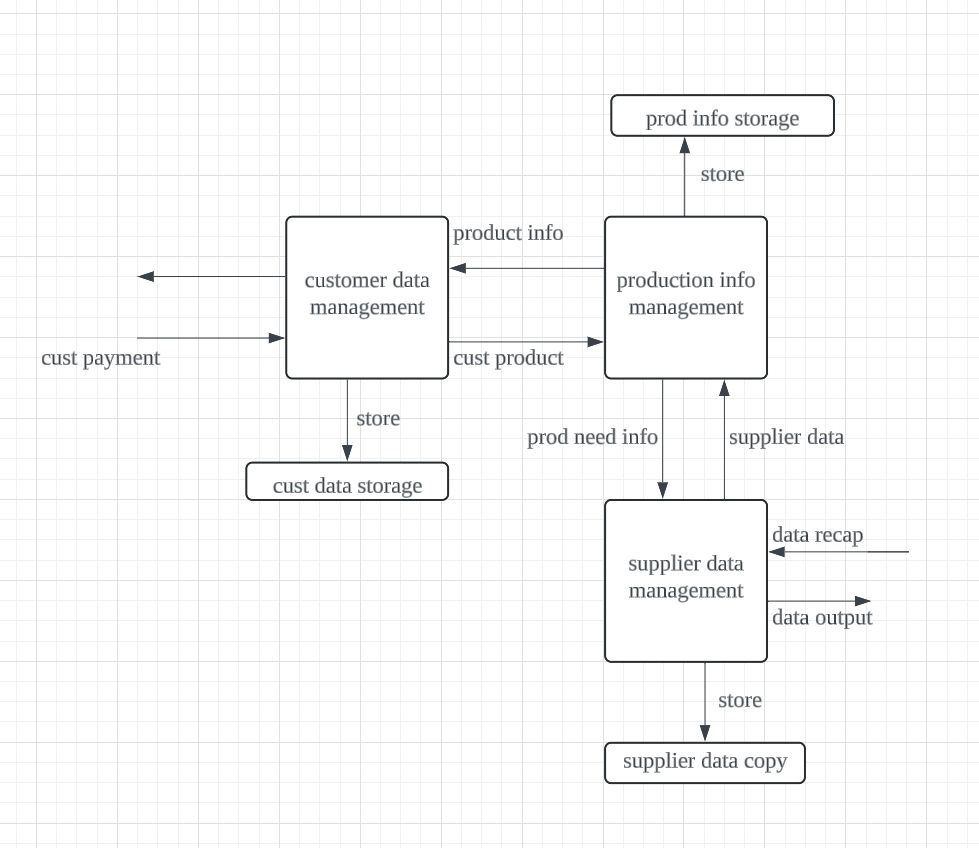 prod info storage
store
product info
customer data
management
production info
management
cust payment
cust product
store
prod need info
supplier data
cust data storage
data recap
supplier data
management
data output
store
supplier data copy